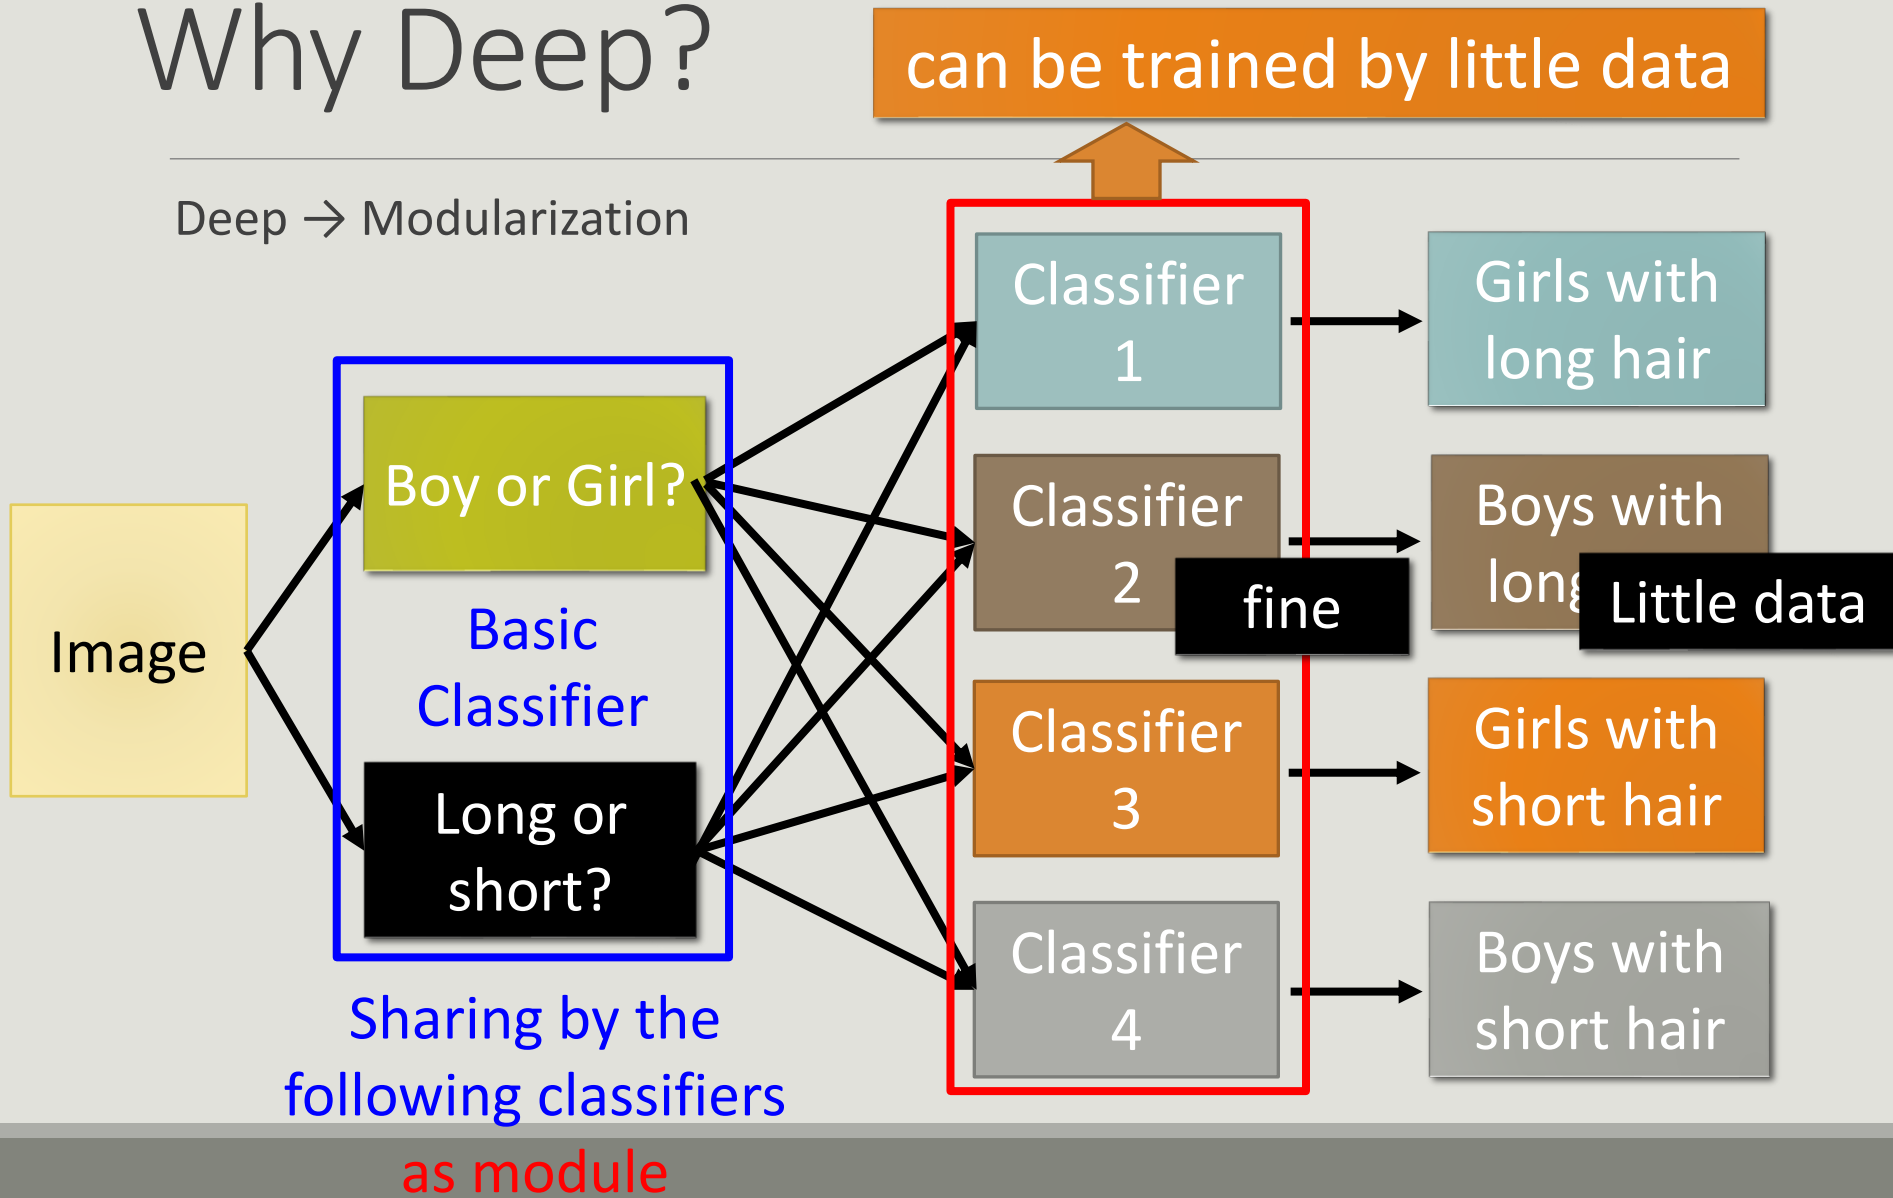 Why Deep?
can be trained by little data
Deep → Modularization
Image
Boy or Girl?
Basic
Classifier
Long or
short?
Sharing by the
following classifiers
as module
Classifier
1
Girls with
long hair
Classifier
2
fine
Boys with
Little data
Classifier
3
Girls with
short hair
Classifier
4
Boys with
short hair